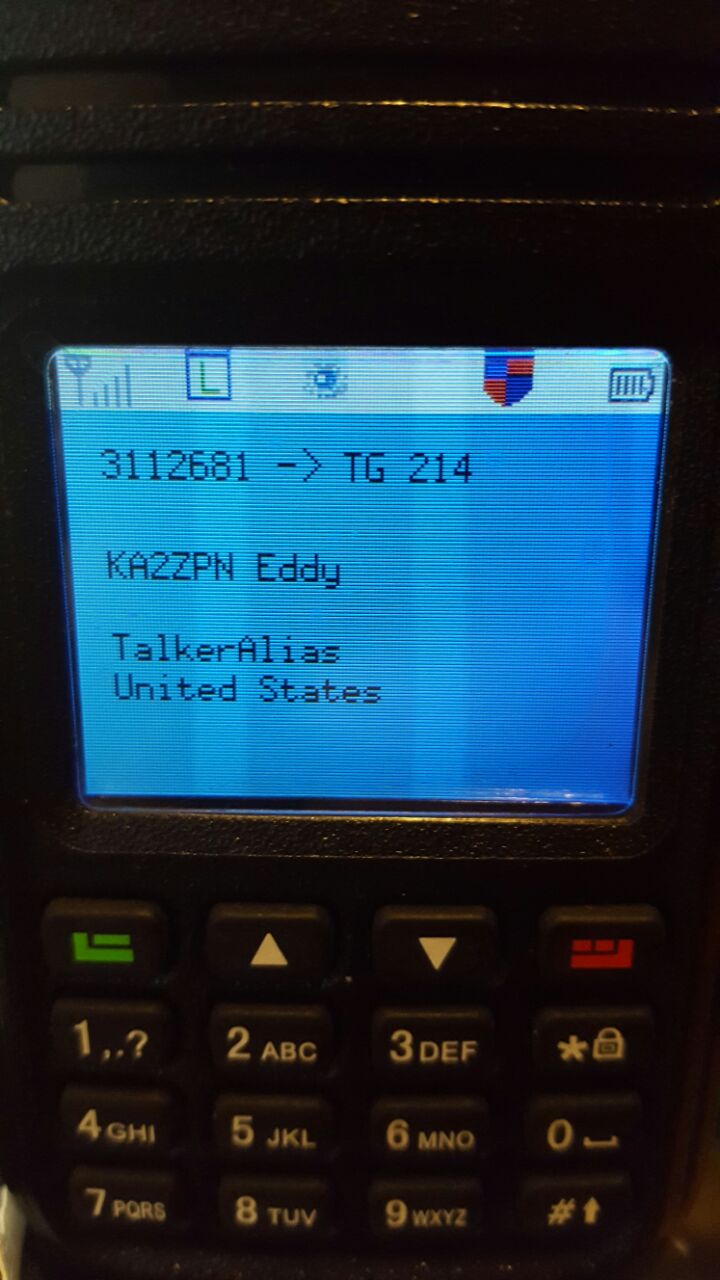 L
3112681 -> TG 214
KA2ZPN Eddy
TalkerAlias
United States
1,.? 2 ABC 3 DEF *
4 GHI 5 JKL 6 MNO 0
7 PQRS 8 TUV 9 WXYZ #